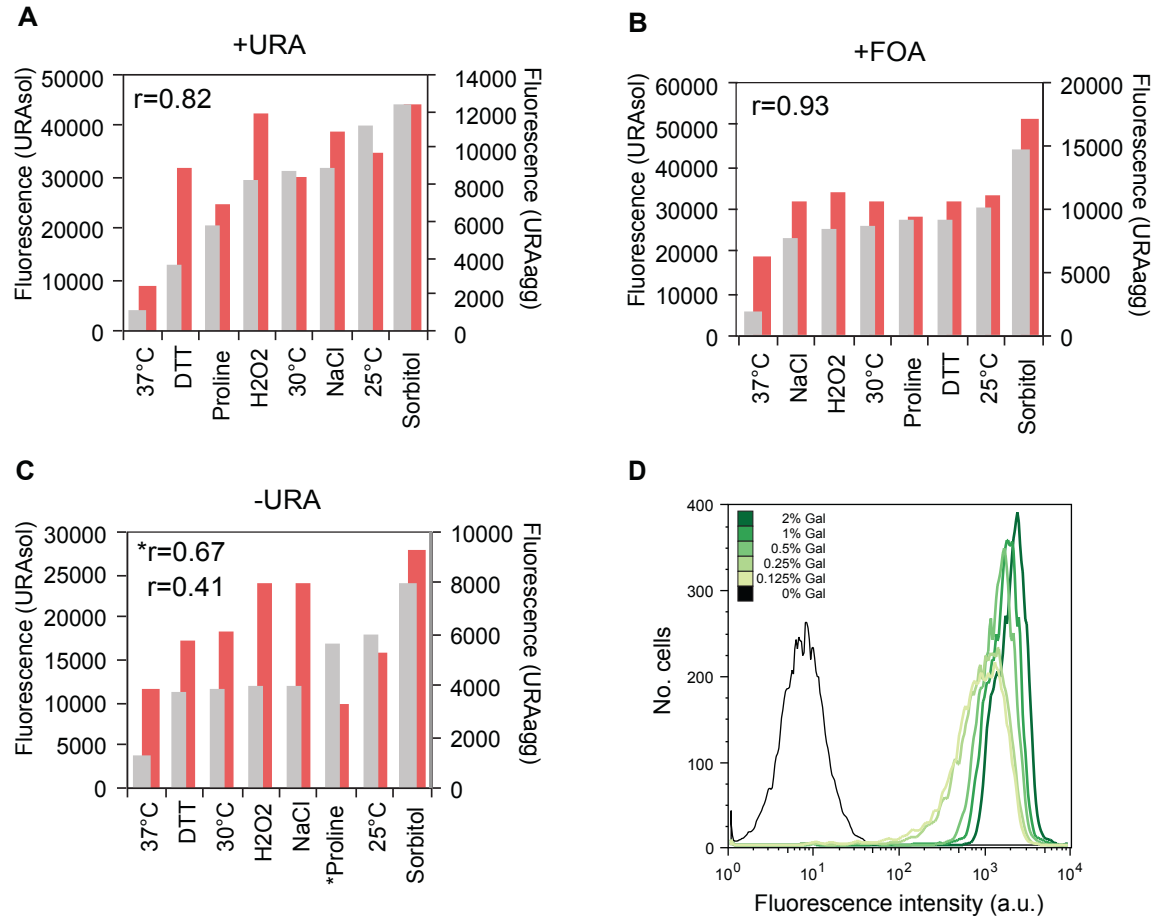 A
+URA
Fluorescence (URAsol)
50000
40000
30000
20000
10000
0
r=0.82
14000
12000
10000
8000
6000
4000
2000
0
Fluorescence (URAagg)
37°C
DTT
Proline
H2O2
30°C
NaCl
25°C
Sorbitol
B
+FOA
Fluorescence (URAsol)
60000
50000
40000
30000
20000
10000
0
r=0.93
20000
15000
10000
5000
0
Fluorescence (URAagg)
37°C
NaCl
H2O2
30°C
Proline
DTT
25°C
Sorbitol
C
-URA
Fluorescence (URAsol)
30000
25000
20000
15000
10000
5000
0
*r=0.67
r=0.41
10000
8000
6000
4000
2000
0
Fluorescence (URAagg)
37°C
DTT
30°C
H2O2
NaCl
*Proline
25°C
Sorbitol
D
No. cells
400
300
200
100
0
2% Gal
1% Gal
0.5% Gal
0.25% Gal
0.125% Gal
0% Gal
10^0
10^1
10^2
10^3
10^4
Fluorescence intensity (a.u.)